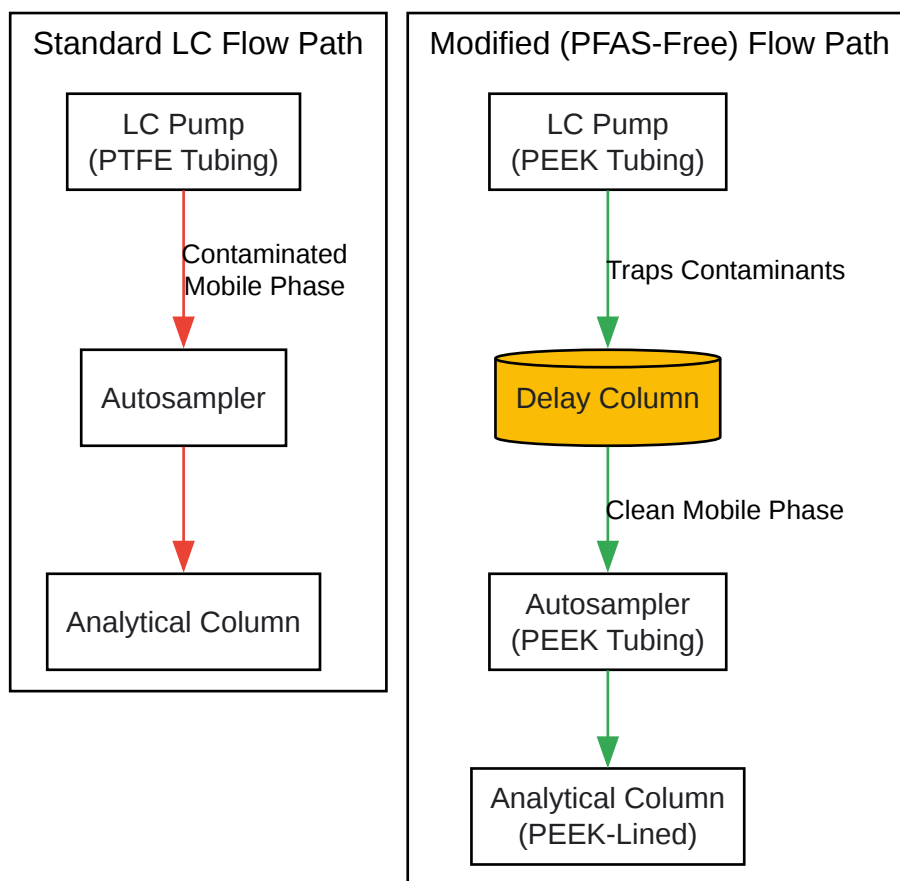 Standard LC Flow Path
LC Pump
(PTFE Tubing)
Contaminated
Mobile Phase
Autosampler
Analytical Column
Modified (PFAS-Free) Flow Path
LC Pump
(PEEK Tubing)
Traps Contaminants
Delay Column
Clean Mobile Phase
Autosampler
(PEEK Tubing)
Analytical Column
(PEEK-Lined)